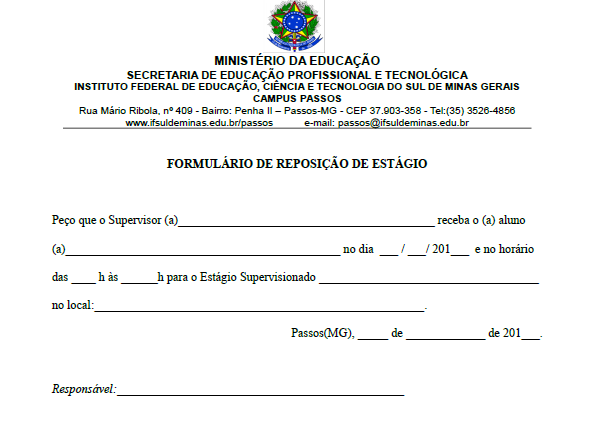 MINISTÉRIO DA EDUCAÇÃO
SECRETARIA DE EDUCAÇÃO PROFISSIONAL E TECNOLÓGICA
INSTITUTO FEDERAL DE EDUCAÇÃO, CIÊNCIA E TECNOLOGIA DO SUL DE MINAS GERAIS
CAMPUS PASSOS
Rua Mário Ribola, nº 409 - Bairro: Penha II – Passos-MG - CEP 37.903-358 - Tel:(35) 3526-4856
www.ifsuldeminas.edu.br/passos e-mail: passos@ifsuldeminas.edu.br
FORMULÁRIO DE REPOSIÇÃO DE ESTÁGIO
Peço que o Supervisor (a)__________________________________________ receba o (a) aluno
(a)_____________________________________________ no dia ___ / ___/ 201___ e no horário
das ____ h às ______h para o Estágio Supervisionado ____________________________________
no local:______________________________________________________.
Passos(MG), _____ de _____________ de 201___.
Responsável:_______________________________________________